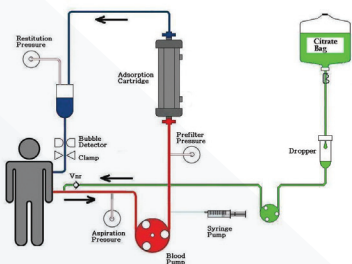 Restitution
Pressure
Adsorption
Cartridge
Citrate
Bag
Bubble
Detector
Clamp
Prefilter
Pressure
Dropper
Vnr
Aspiration
Pressure
Syringe
Pump
Blood
Pump